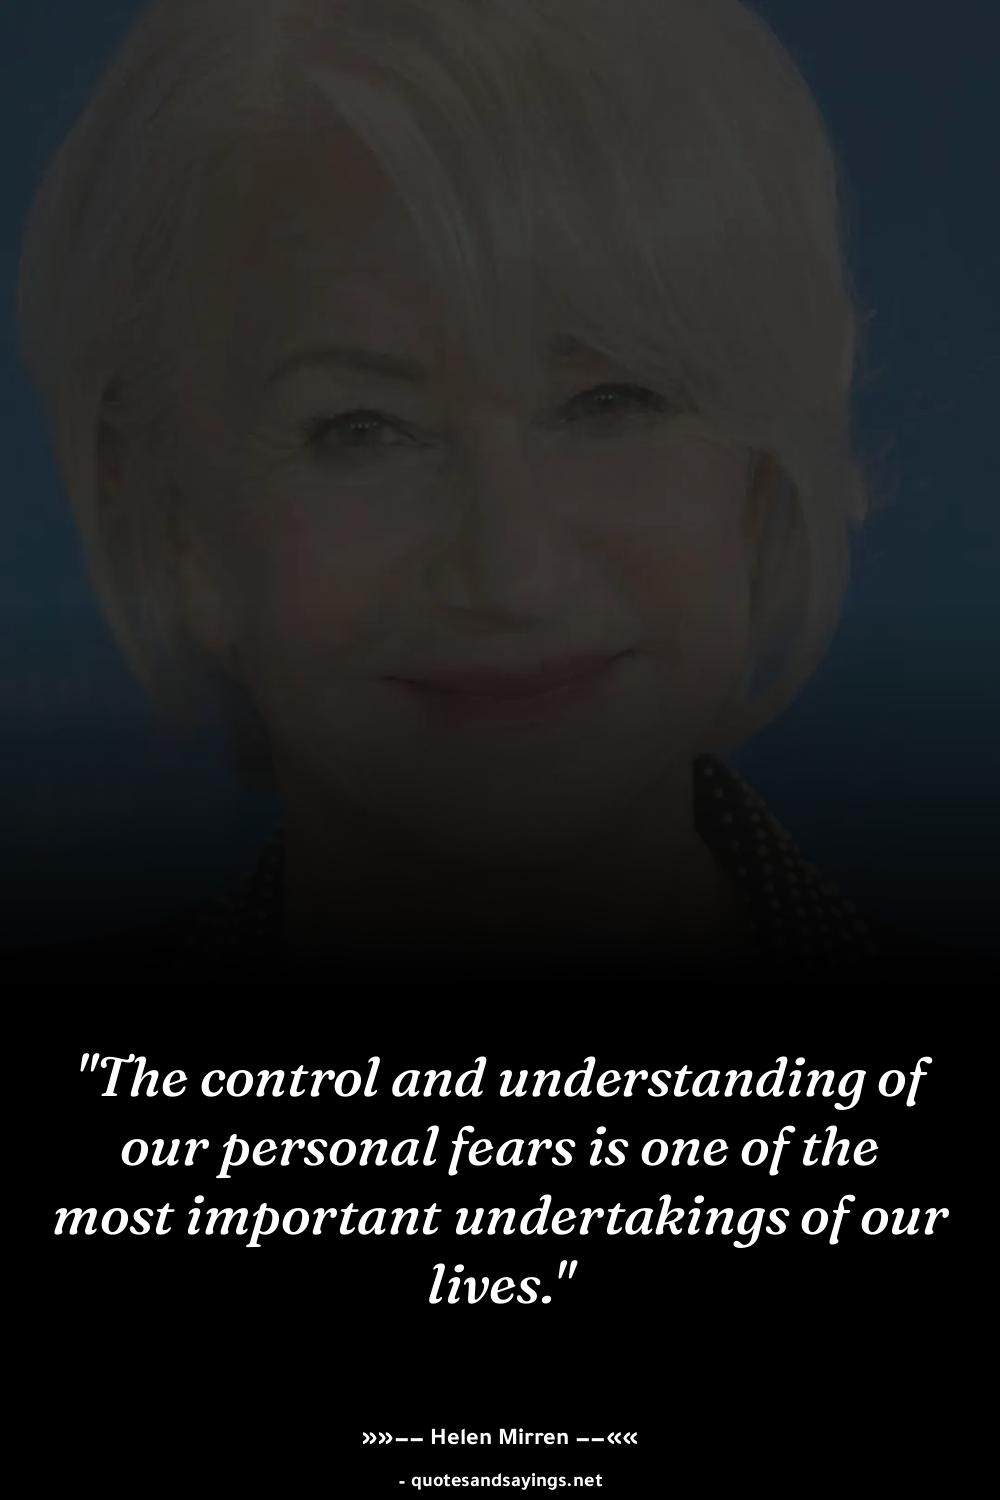 "The control and understanding of
our personal fears is one of the
most important undertakings of our
lives."
»»−− Helen Mirren −−««
- quotesandsayings.net